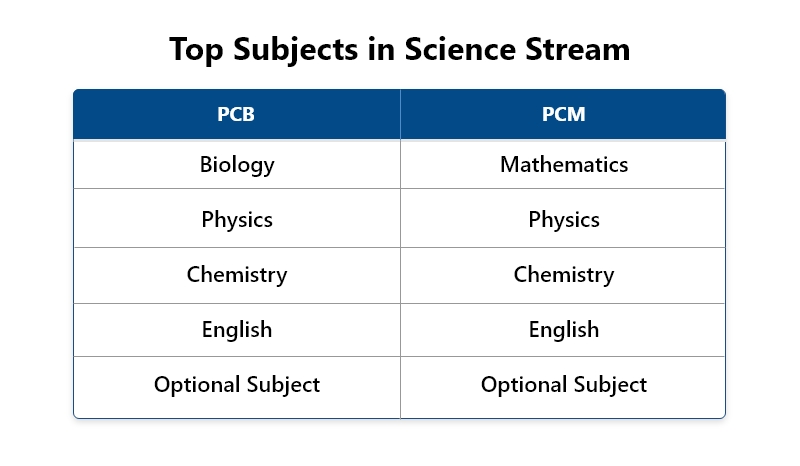 Top Subjects in Science Stream
PCB PCM
Biology Mathematics
Physics Physics
Chemistry Chemistry
English English
Optional Subject Optional Subject